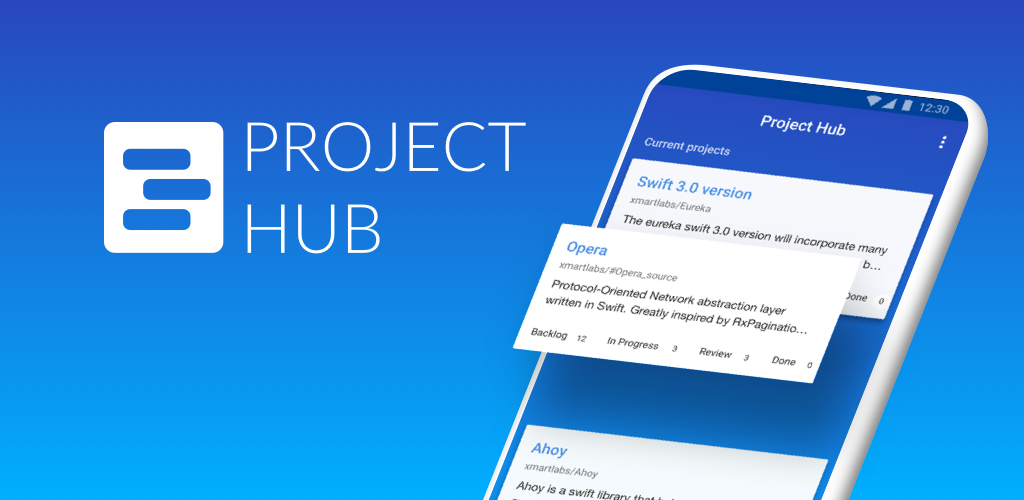 PROJECT
HUB
12:30
Project Hub
Current projects
Swift 3.0 version
xmartlabs/Eureka
The eureka swift 3.0 version will incorporate many
b...
Done 0
Opera
xmartlabs/#Opera_source
Protocol-Oriented Network abstraction layer
written in Swift. Greatly inspired by RxPaginatio...
Backlog 12 In Progress 3 Review 3 Done 0
Ahoy
xmartlabs/Ahoy
Ahoy is a swift library that